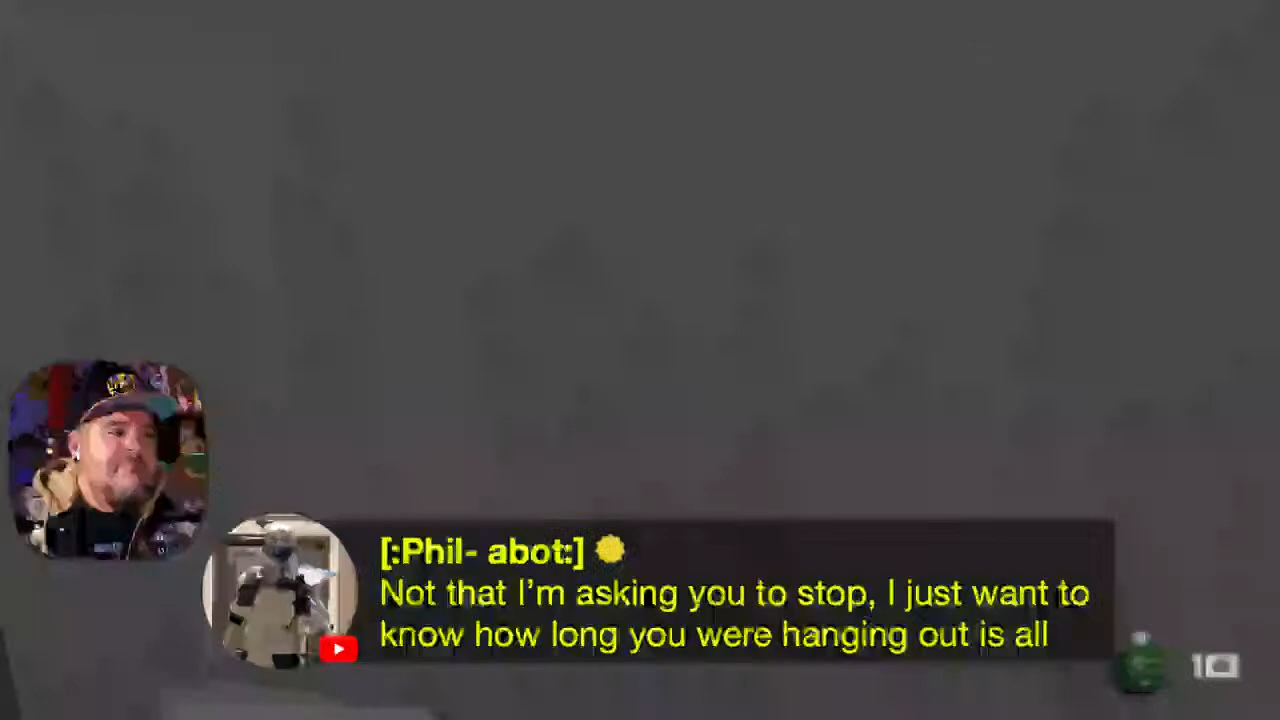 [:Phil- abot:]
Not that I’m asking you to stop, I just want to
know how long you were hanging out is all
10